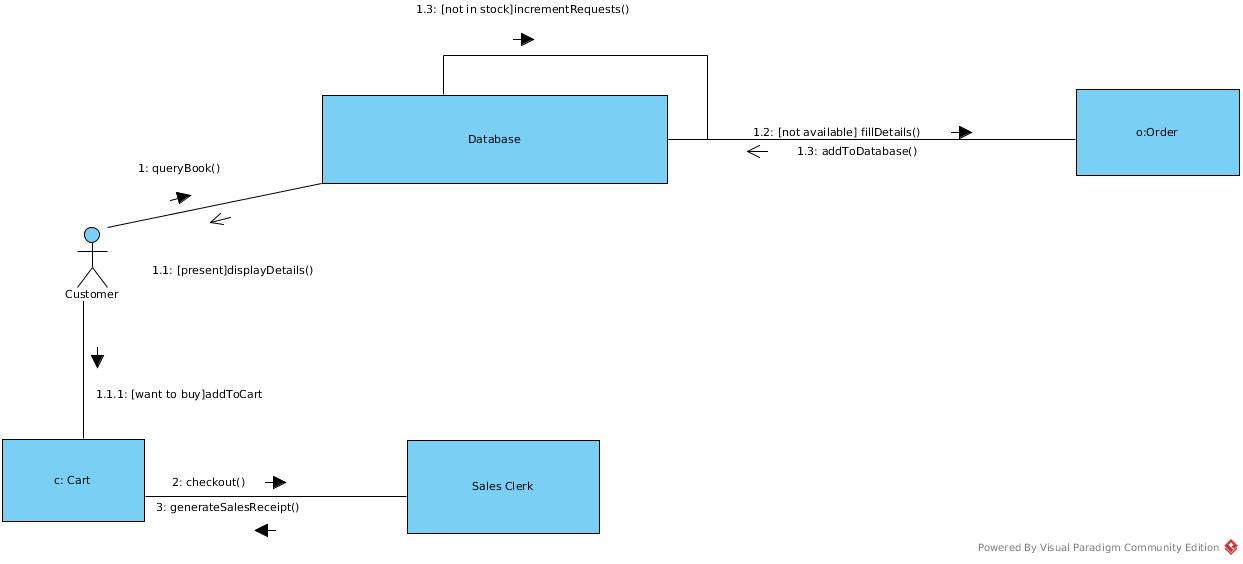 1.3: [not in stock]incrementRequests()
Database
1.2: [not available] fillDetails()
o:Order
1.3: addToDatabase()
1: queryBook()
1.1: [present]displayDetails()
Customer
1.1.1: [want to buy]addToCart
c: Cart
2: checkout()
Sales Clerk
3: generateSalesReceipt()
Powered By Visual Paradigm Community Edition